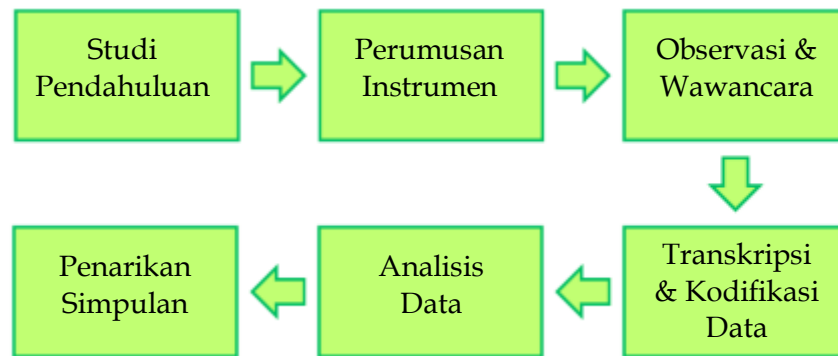 Studi
Pendahuluan
Perumusan
Instrumen
Observasi &
Wawancara
Transkripsi
& Kodifikasi
Data
Analisis
Data
Penarikan
Simpulan